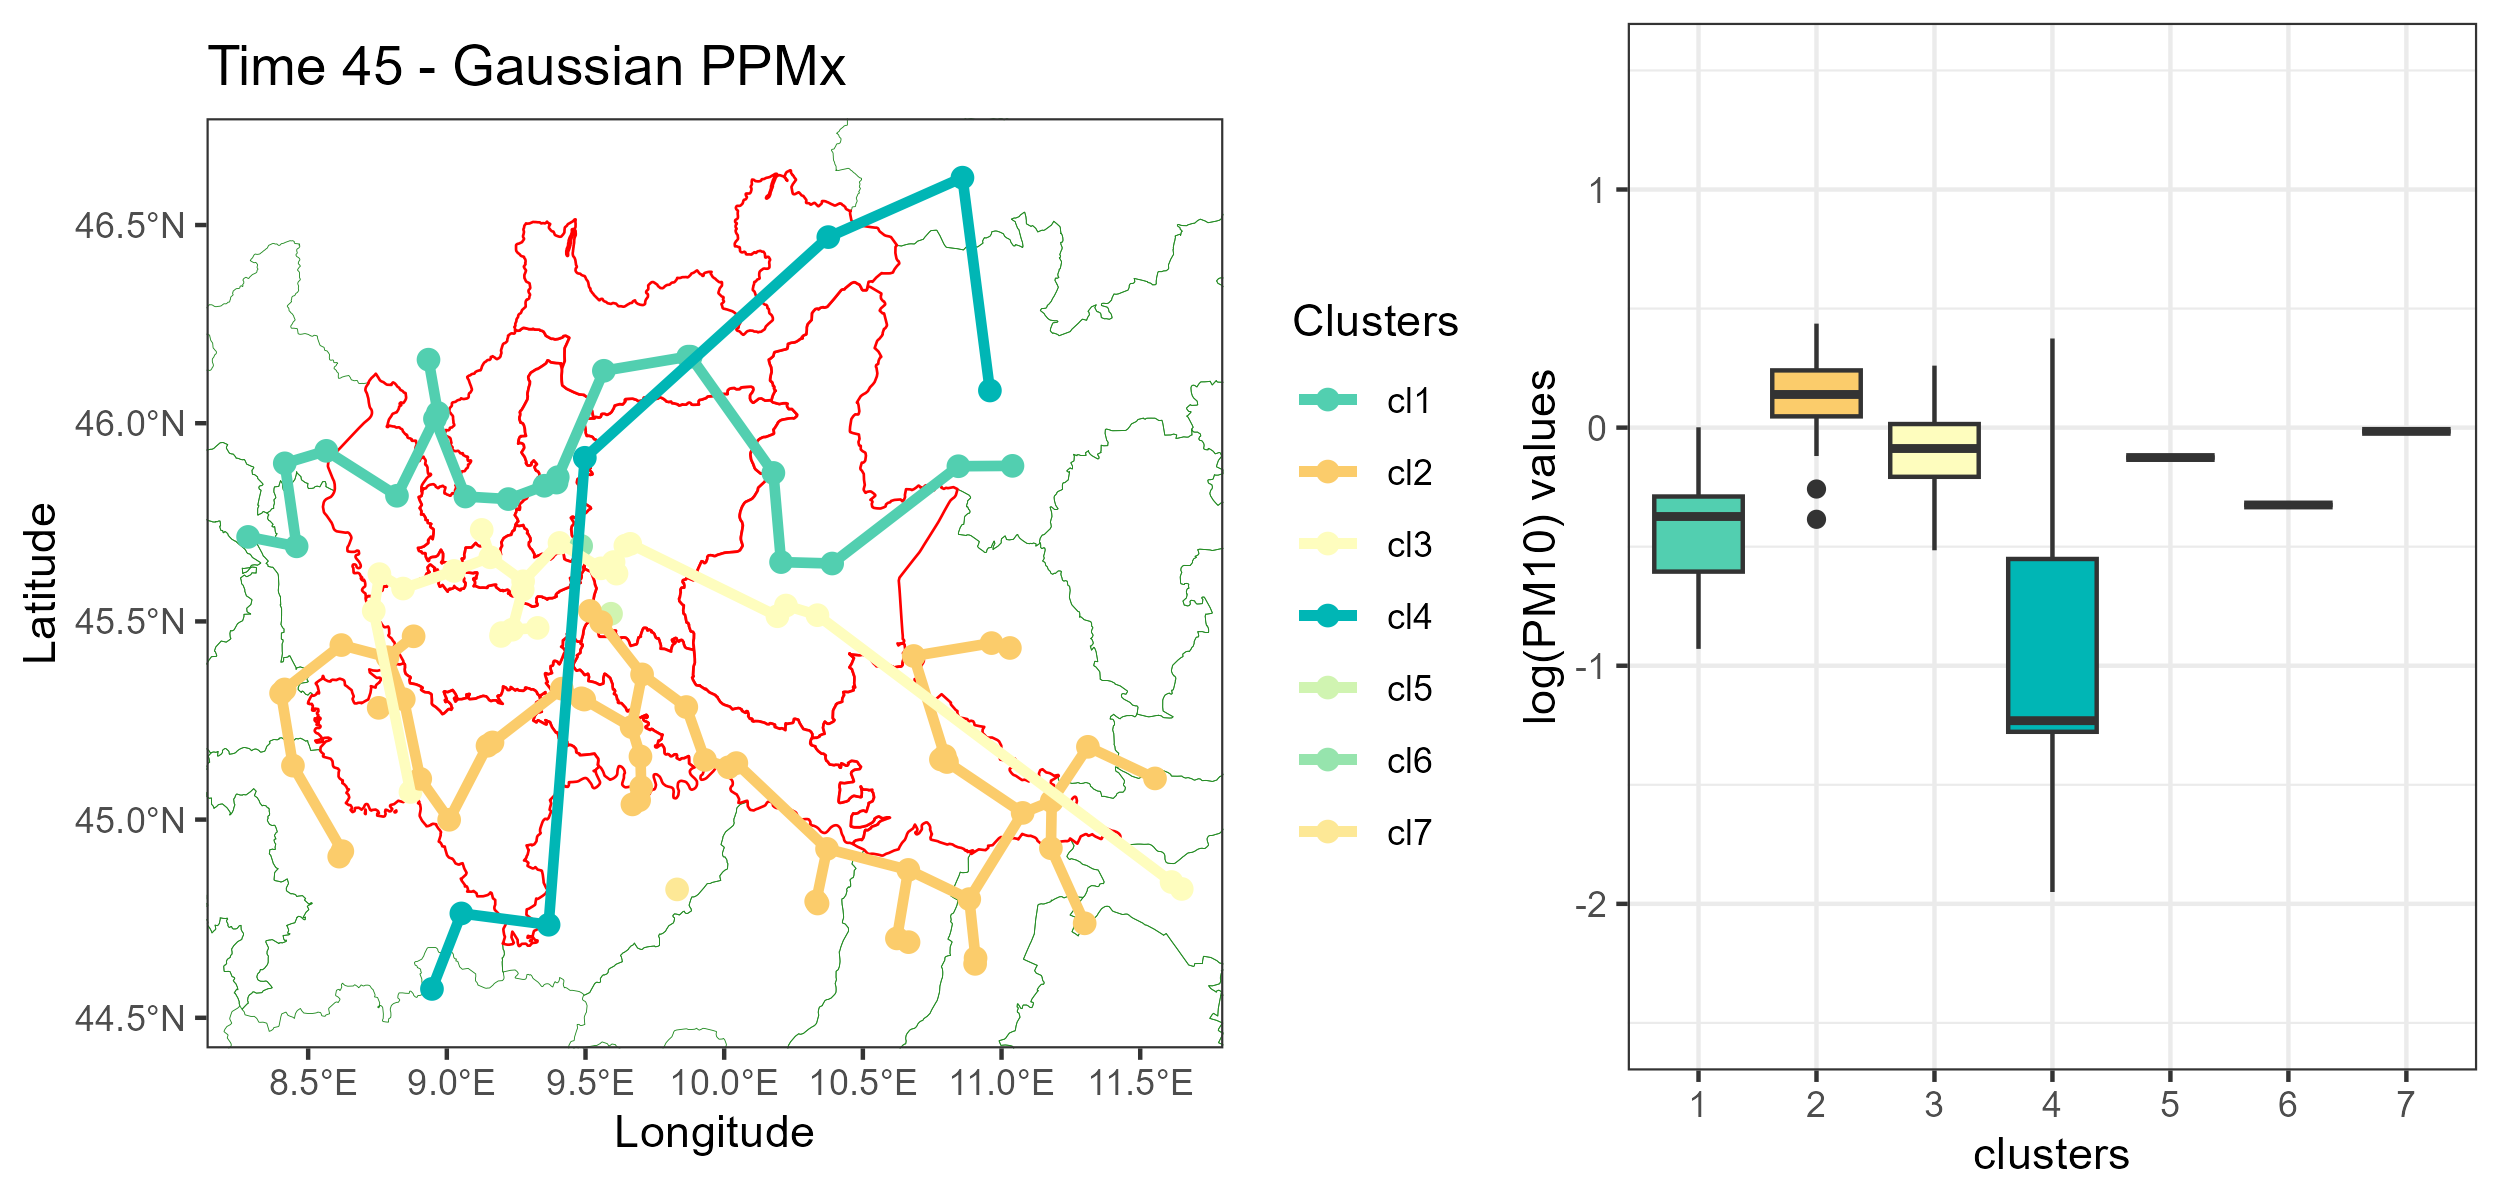 Time 45 - Gaussian PPMx
Latitude
46.5°N
46.0°N
45.5°N
45.0°N
44.5°N
8.5°E 9.0°E 9.5°E 10.0°E 10.5°E 11.0°E 11.5°E
Longitude
Clusters
cl1
cl2
cl3
cl4
cl5
cl6
cl7
log(PM10) values
1
0
-1
-2
1 2 3 4 5 6 7
clusters